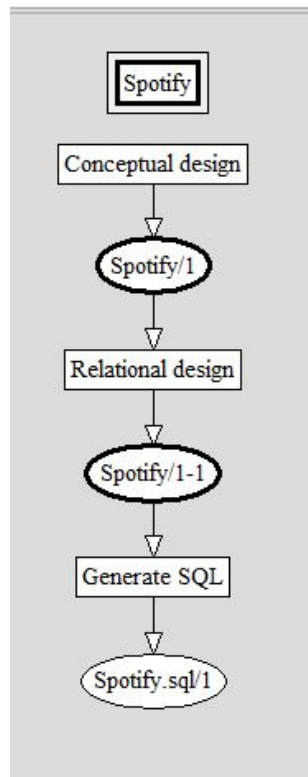 Spotify
Conceptual design
Spotify/1
Relational design
Spotify/1-1
Generate SQL
Spotify.sql/1